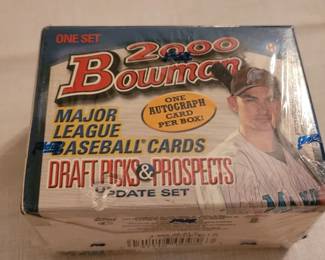 ONE SET
2000
Bowman
MAJOR
LEAGUE
BASEBALL CARDS
ONE
AUTOGRAPH
CARD
PER BOX!
DRAFT PICKS & PROSPECTS
UPDATE SET